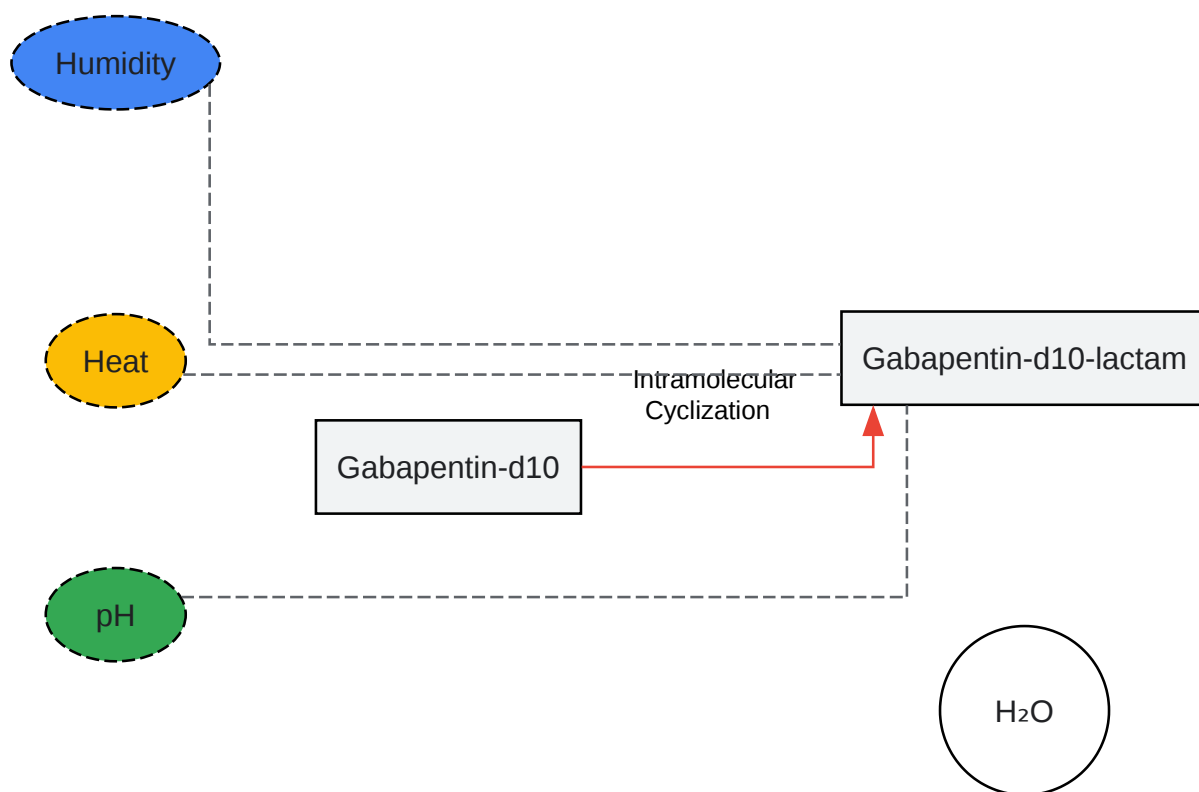 Humidity
Heat
Gabapentin-d10-lactam
Intramolecular
Cyclization
Gabapentin-d10
pH
H₂O